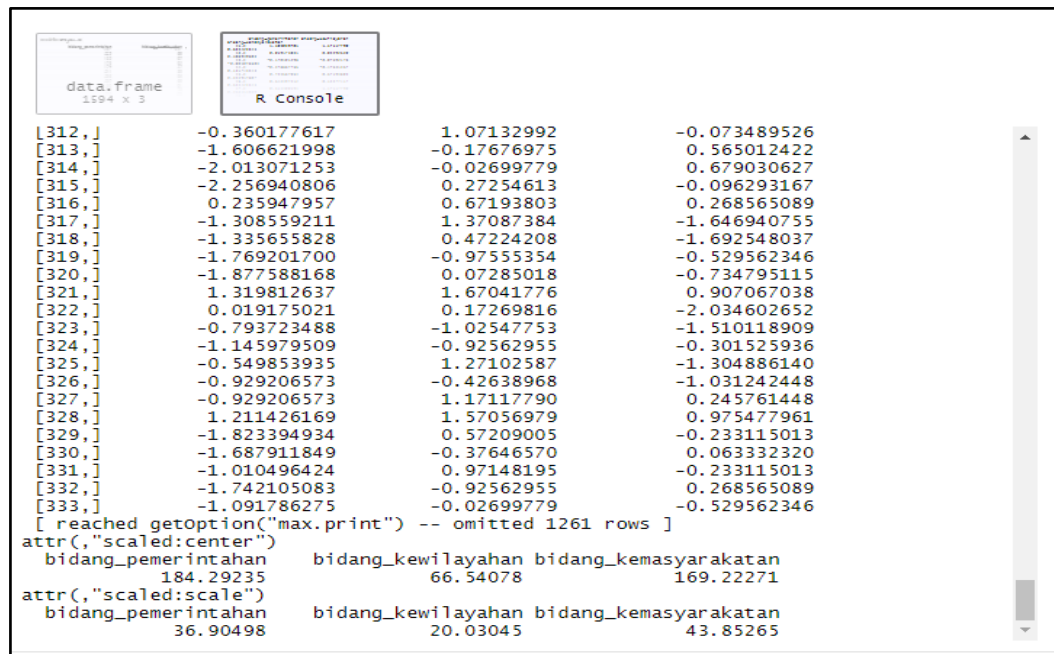 data.frame
1594 x 3
R Console
[312,] -0.360177617 1.07132992 -0.073489526
[313,] -1.606621998 -0.17676975 0.565012422
[314,] -2.013071253 -0.02699779 0.679030627
[315,] -2.256940806 0.27254613 -0.096293167
[316,] 0.235947957 0.67193803 0.268565089
[317,] -1.308559211 1.37087384 -1.646940755
[318,] -1.335655828 0.47224208 -1.692548037
[319,] -1.769201700 -0.97555354 -0.529562346
[320,] -1.877588168 0.07285018 -0.734795115
[321,] 1.319812637 1.67041776 0.907067038
[322,] 0.019175021 0.17269816 -2.034602652
[323,] -0.793723488 -1.02547753 -1.510118909
[324,] -1.145979509 -0.92562955 -0.301525936
[325,] -0.549853935 1.27102587 -1.304886140
[326,] -0.929206573 -0.42638968 -1.031242448
[327,] -0.929206573 1.17117790 0.245761448
[328,] 1.211426169 1.57056979 0.975477961
[329,] -1.823394934 0.57209005 -0.233115013
[330,] -1.687911849 -0.37646570 0.063332320
[331,] -1.010496424 0.97148195 -0.233115013
[332,] -1.742105083 -0.92562955 0.268565089
[333,] -1.091786275 -0.02699779 -0.529562346
[ reached getOption("max.print") -- omitted 1261 rows ]
attr(,"scaled:center")
bidang_pemerintahan bidang_kewilayahan bidang_kemasyarakatan
184.29235 66.54078 169.22271
attr(,"scaled:scale")
bidang_pemerintahan bidang_kewilayahan bidang_kemasyarakatan
36.90498 20.03045 43.85265